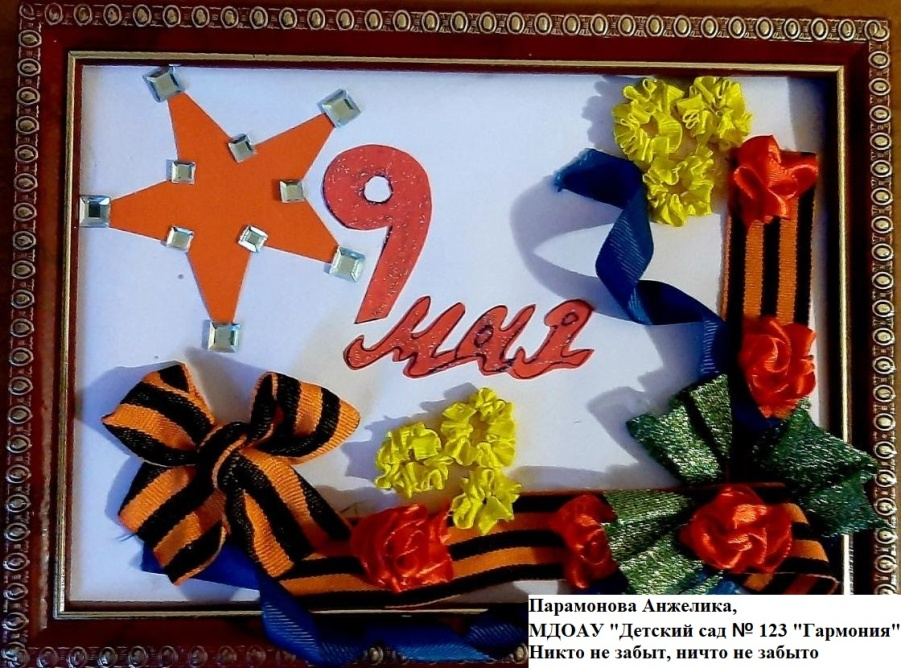 9
мая
Парамонова Анжелика,
МДОАУ "Детский сад № 123 "Гармония"
Никто не забыт, ничто не забыто